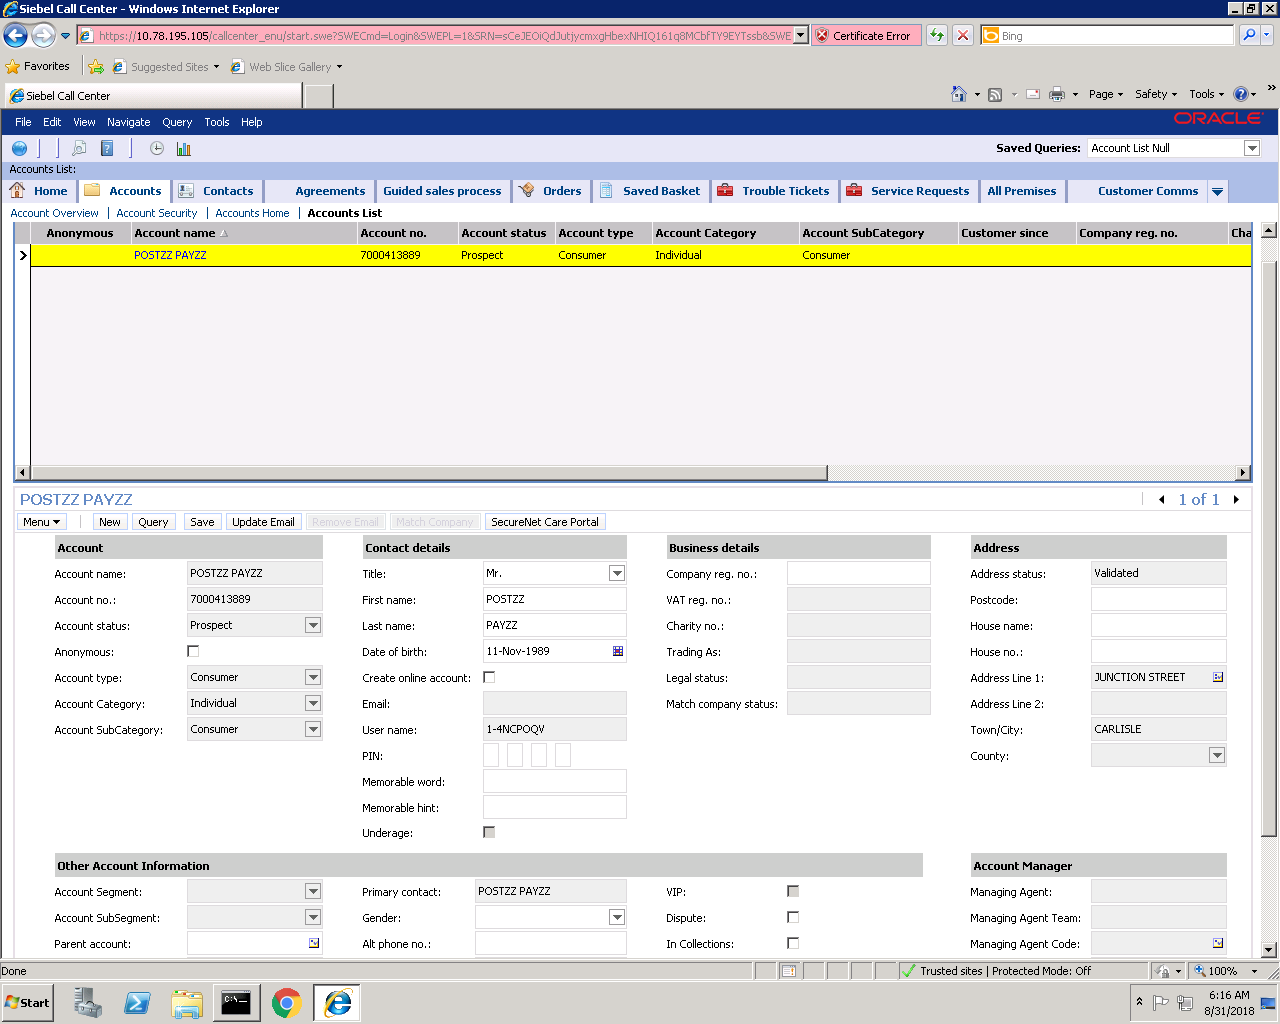 Siebel Call Center - Windows Internet Explorer
https://10.78.195.105/callcenter_enu/start.swe?SWECmd=Login&SWEPL=1&SRN=sCeJEOiQdJutjycmxgHbexNHIQ161q8MCbfTY9EYTssb&SWE
Certificate Error
Bing
Favorites
Suggested Sites
Web Slice Gallery
Siebel Call Center
Page
Safety
Tools
»
File Edit View Navigate Query Tools Help
ORACLE
Saved Queries: Account List Null
Accounts List:
Home Accounts Contacts Agreements Guided sales process Orders Saved Basket Trouble Tickets Service Requests All Premises Customer Comms
Account Overview | Account Security | Accounts Home | Accounts List
Anonymous Account name Account no. Account status Account type Account Category Account SubCategory Customer since Company reg. no. Cha
POSTZZ PAYZZ 7000413889 Prospect Consumer Individual Consumer
POSTZZ PAYZZ
1 of 1
Menu New Query Save Update Email Remove Email Match Company SecureNet Care Portal
Account Contact details Business details Address
Account name: POSTZZ PAYZZ Title: Mr. Company reg. no.: Address status: Validated
Account no.: 7000413889 First name: POSTZZ VAT reg. no.: Postcode:
Account status: Prospect Last name: PAYZZ Charity no.: House name:
Anonymous: Date of birth: 11-Nov-1989 Trading As: House no.:
Account type: Consumer Create online account: Legal status: Address Line 1: JUNCTION STREET
Account Category: Individual Email: Match company status: Address Line 2:
Account SubCategory: Consumer User name: 1-4NCPOQV Town/City: CARLISLE
PIN: County:
Memorable word:
Memorable hint:
Underage:
Other Account Information Account Manager
Account Segment: Primary contact: POSTZZ PAYZZ VIP: Managing Agent:
Account SubSegment: Gender: Dispute: Managing Agent Team:
Parent account: Alt phone no.: In Collections: Managing Agent Code:
Done
Trusted sites | Protected Mode: Off
100%
Start
C:\.
6:16 AM
8/31/2018